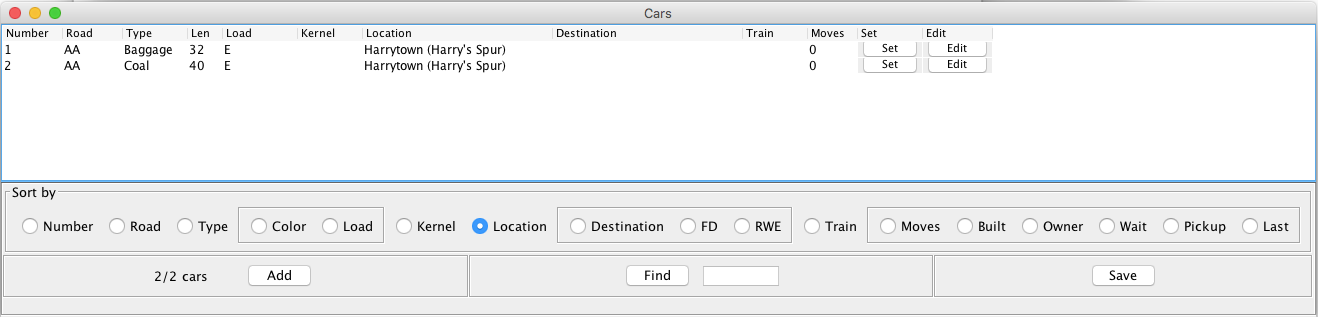 Cars
Number Road Type Len Load Kernel Location Destination Train Moves Set Edit
1 AA Baggage 32 E Harrytown (Harry's Spur) 0 Set Edit
2 AA Coal 40 E Harrytown (Harry's Spur) 0 Set Edit
Sort by
Number Road Type Color Load Kernel Location Destination FD RWE Train Moves Built Owner Wait Pickup Last
2/2 cars Add Find Save